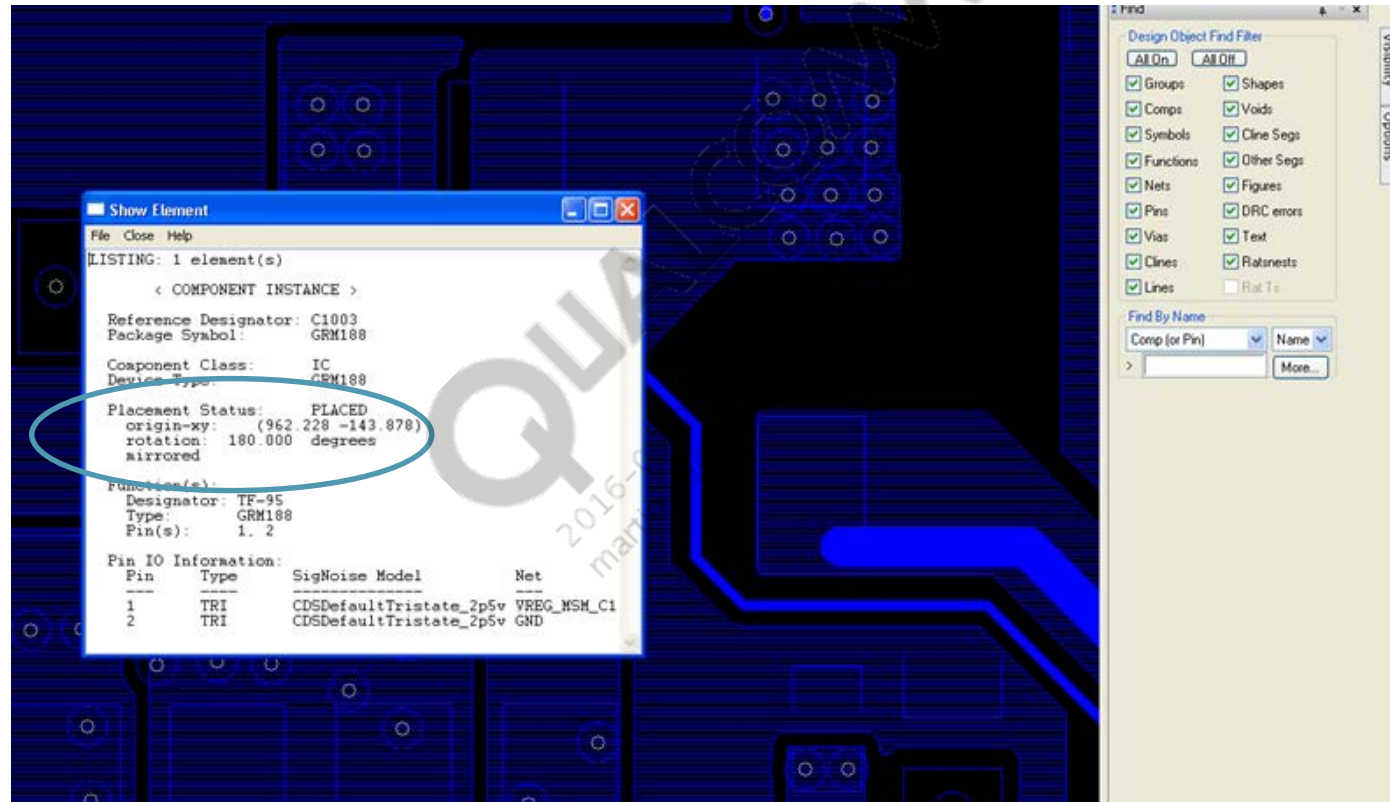 Show Element
File Close Help
LISTING: 1 element(s)
< COMPONENT INSTANCE >
Reference Designator: C1003
Package Symbol: GRM188
Component Class: IC
Device Type: GRM188
Placement Status: PLACED
origin-xy: (962.228 -143.878)
rotation: 180.000 degrees
mirrored
Function(s):
Designator: TF-95
Type: GRM188
Pin(s): 1, 2
Pin IO Information:
Pin Type SigNoise Model Net
1 TRI CDSDefaultTristate_2p5v VREG_MSM_C1
2 TRI CDSDefaultTristate_2p5v GND
Find
Design Object Find Filter
All On All Off
Groups Shapes
Comps Voids
Symbols Cline Segs
Functions Other Segs
Nets Figures
Pins DRC errors
Vias Text
Clines Ratsnests
Lines Rat Ts
Find By Name
Comp (or Pin) Name
> More...
Visibility
Options